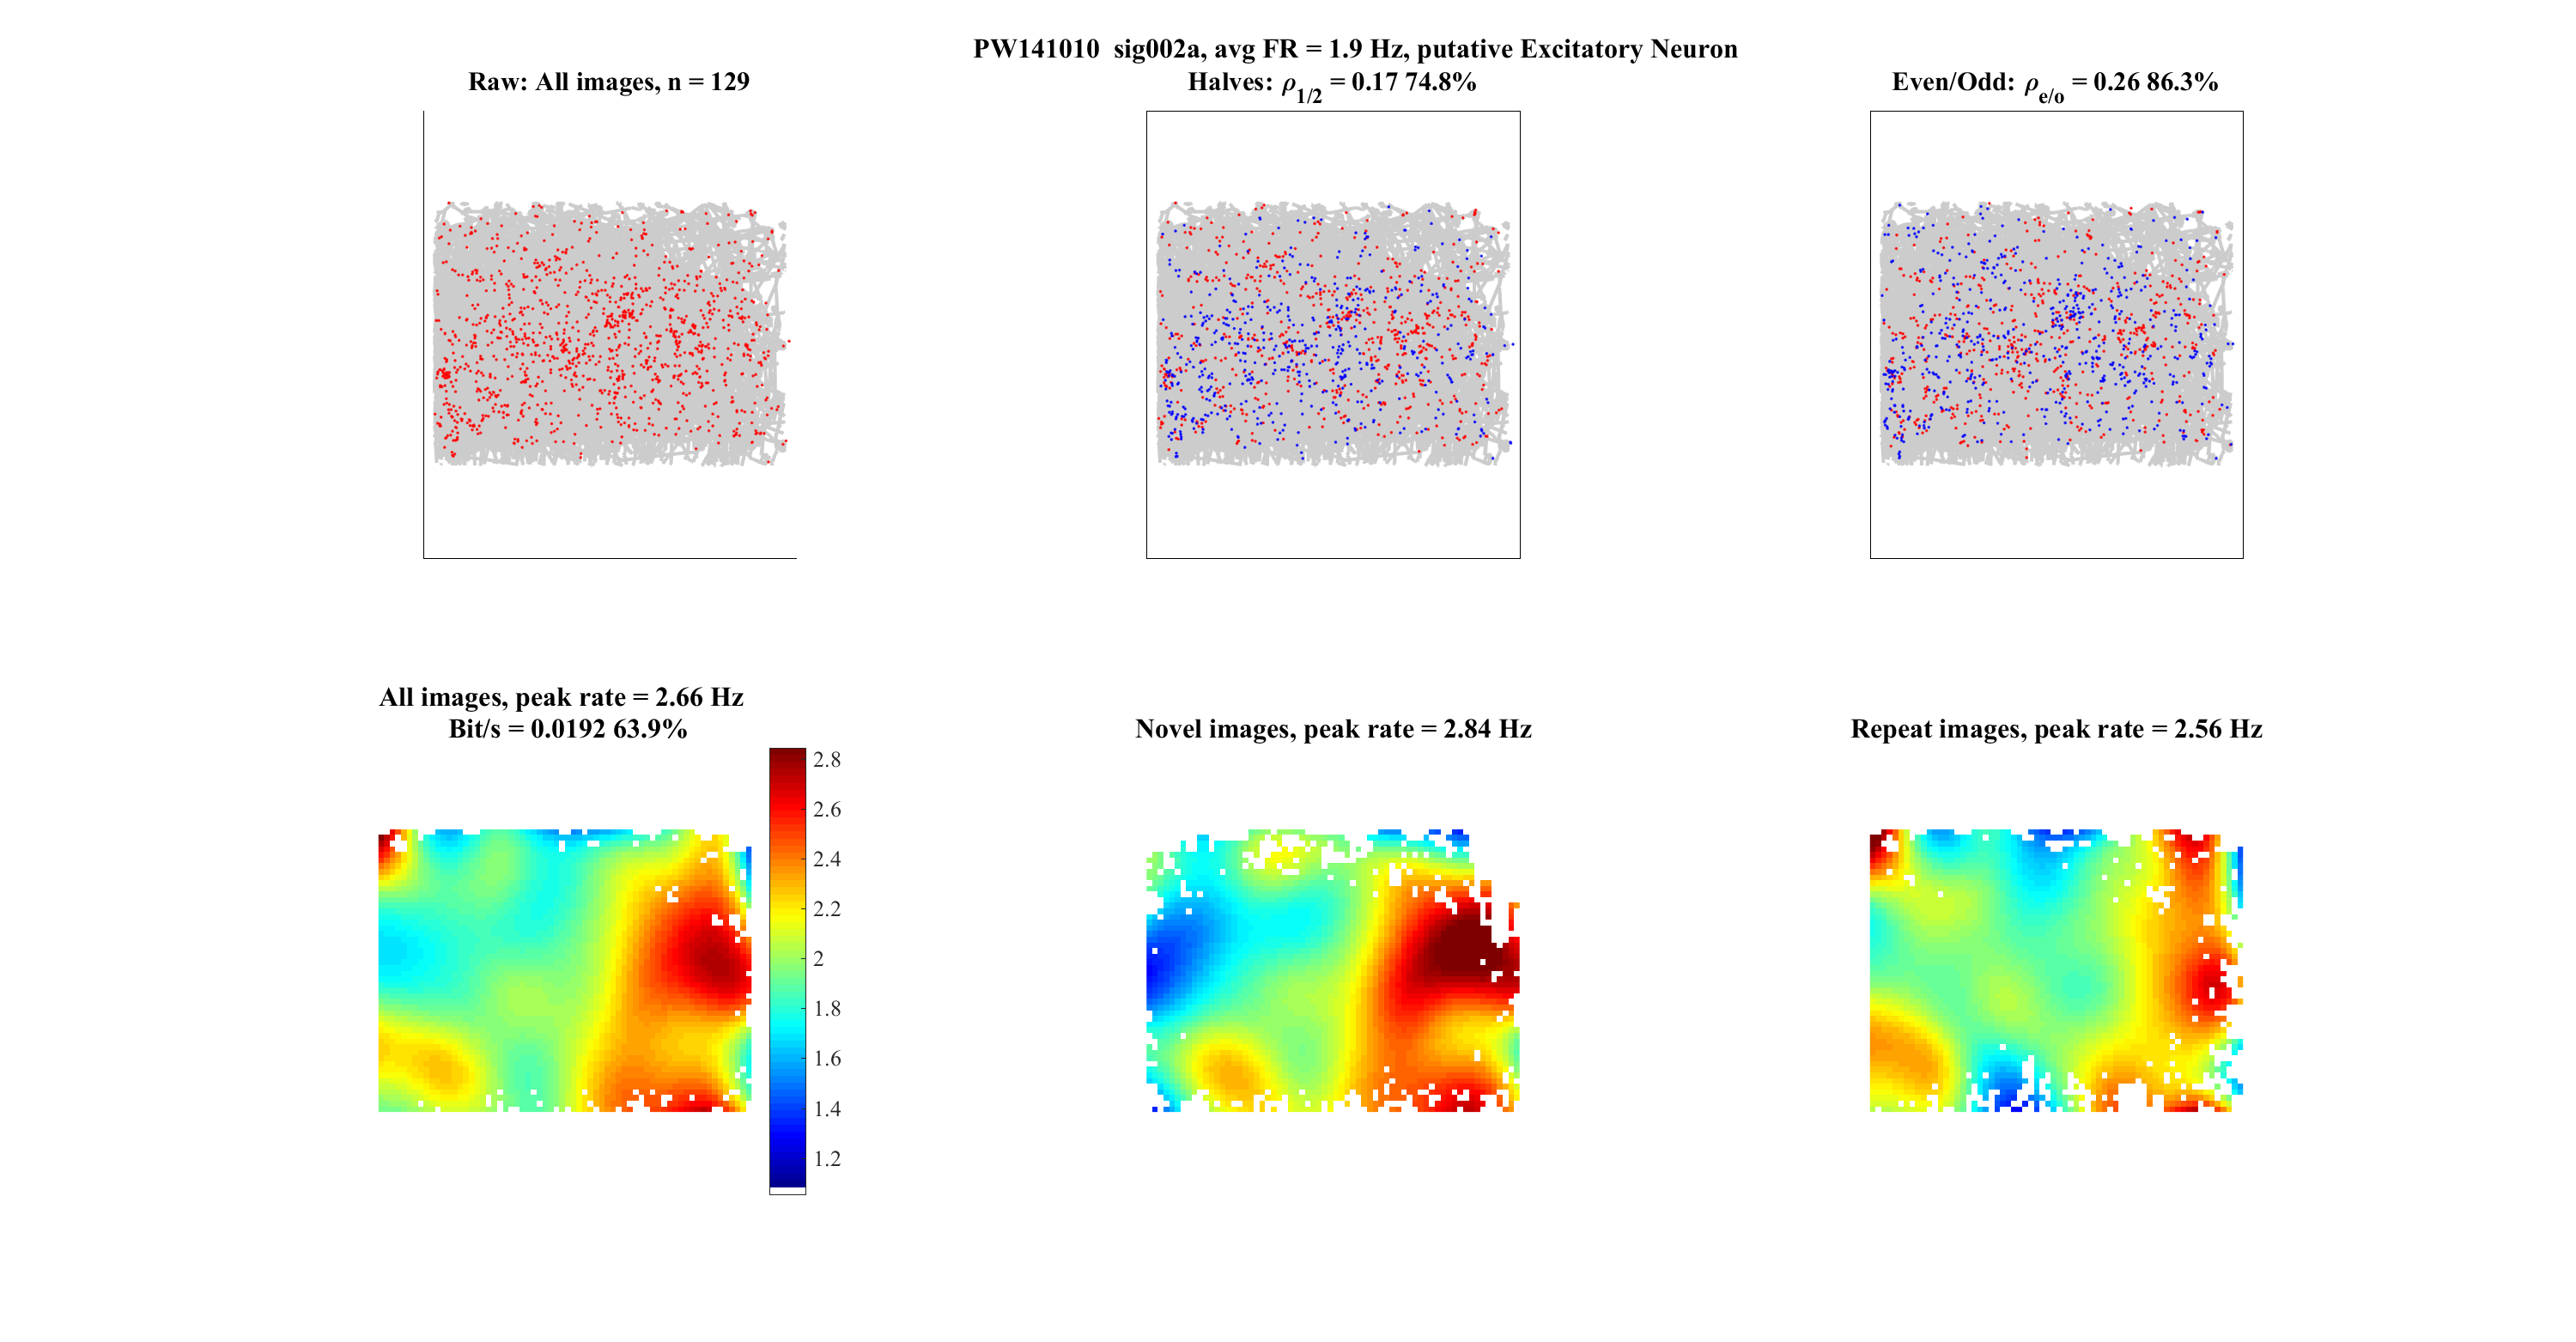 PW141010  sig002a, avg FR = 1.9 Hz, putative Excitatory Neuron
Raw: All images, n = 129
Halves: ρ1/2 = 0.17 74.8%
Even/Odd: ρe/o = 0.26 86.3%
All images, peak rate = 2.66 Hz
Bit/s = 0.0192 63.9%
2.8
2.6
2.4
2.2
2
1.8
1.6
1.4
1.2
Novel images, peak rate = 2.84 Hz
Repeat images, peak rate = 2.56 Hz